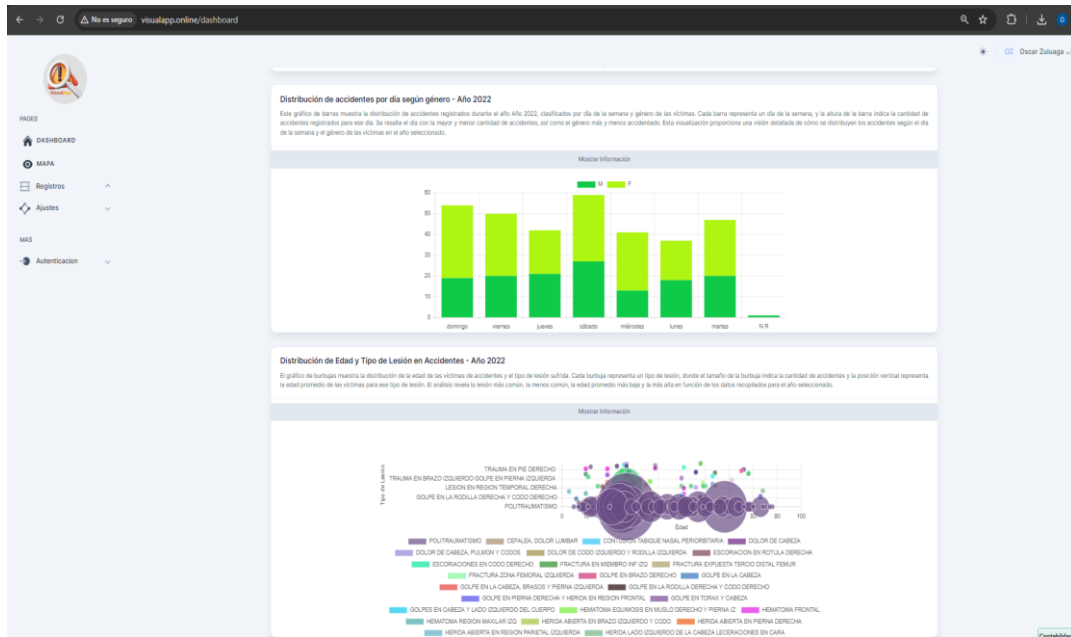 No es seguro visualapp.online/dashboard
OZ Oscar Zuluaga
VisualApp
PAGES
DASHBOARD
MAPA
Registros
Ajustes
MAS
Autenticacion
Distribución de accidentes por día según género - Año 2022
Este gráfico de barras muestra la distribución de accidentes registrados durante el año Año 2022, clasificados por día de la semana y género de las víctimas. Cada barra representa un día de la semana, y la altura de la barra indica la cantidad de
accidentes registrados para ese día. Se resalta el día con la mayor y menor cantidad de accidentes, así como el género más y menos accidentado. Esta visualización proporcione una visión detallada de cómo se distribuyen los accidentes según el día
de la semana y el género de las víctimas en el año seleccionado.
Mostrar Información
M F
60
50
40
30
20
10
0
domingo viernes jueves sábado miércoles lunes martes N R
Distribución de Edad y Tipo de Lesión en Accidentes - Año 2022
El gráfico de burbujas muestra la distribución de la edad de las víctimas de accidentes y el tipo de lesión sufrida. Cada burbuja representa un tipo de lesión, donde el tamaño de la burbuja indica la cantidad de accidentes y la posición vertical representa
la edad promedio de las víctimas para ese tipo de lesión. El análisis revela la lesión más común, la menos común, la edad promedio más baja y la más alta en función de los datos recopilados para el año seleccionado.
Mostrar Información
Tipo de Lesión
TRAUMA EN PIE DERECHO
TRAUMA EN BRAZO IZQUIERDO GOLPE EN PIERNA IZQUIERDA
LESION EN REGION TEMPORAL DERECHA
GOLPE EN LA RODILLA DERECHA Y CODO DERECHO
POLITRAUMATISMO
0 90 100
Edad
POLITRAUMATISMO CEFALEA, DOLOR LUMBAR CONTUSION TABIQUE NASAL PERIORBITARIA DOLOR DE CABEZA
DOLOR DE CABEZA, PULMON Y CODOS DOLOR DE CODO IZQUIERDO Y RODILLA IZQUIERDA ESCORIACION EN ROTULA DERECHA
ESCORIACIONES EN CODO DERECHO FRACTURA EN MIEMBRO INF IZQ FRACTURA EXPUESTA TERCIO DISTAL FEMUR
FRACTURA ZONA FEMORAL IZQUIERDA GOLPE EN BRAZO DERECHO GOLPE EN LA CABEZA
GOLPE EN LA CABEZA, BRASOS Y PIERNA IZQUIERDA GOLPE EN LA RODILLA DERECHA Y CODO DERECHO
GOLPE EN PIERNA DERECHA Y HERIDA EN REGION FRONTAL GOLPE EN TORAX Y CABEZA
GOLPES EN CABEZA Y LADO IZQUIERDO DEL CUERPO HEMATOMA EQUIMOSIS EN MUSLO DERECHO Y PIERNA IZ HEMATOMA FRONTAL
HEMATOMA REGION MAXILAR IZQ HERIDA ABIERTA EN BRAZO IZQUIERDO Y CODO HERIDA ABIERTA EN PIERNA DERECHA
HERIDA ABIERTA EN REGION PARIETAL IZQUIERDA HERIDA LADO IZQUIERDO DE LA CABEZA LECERACIONES EN CARA